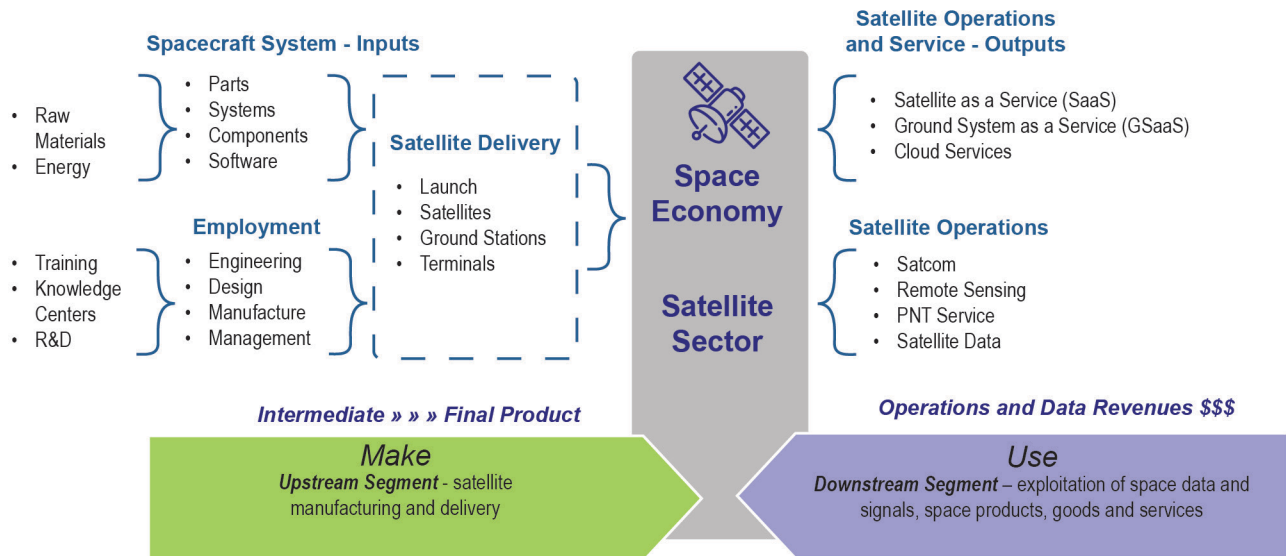 Spacecraft System - Inputs
• Raw
Materials
• Energy
• Parts
• Systems
• Components
• Software
Employment
• Training
• Knowledge
Centers
• R&D
• Engineering
• Design
• Manufacture
• Management
Satellite Delivery
• Launch
• Satellites
• Ground Stations
• Terminals
Space
Economy
Satellite
Sector
Satellite Operations
and Service - Outputs
• Satellite as a Service (SaaS)
• Ground System as a Service (GSaaS)
• Cloud Services
Satellite Operations
• Satcom
• Remote Sensing
• PNT Service
• Satellite Data
Intermediate » » » Final Product
Operations and Data Revenues $$$
Make
Upstream Segment - satellite
manufacturing and delivery
Use
Downstream Segment – exploitation of space data and
signals, space products, goods and services